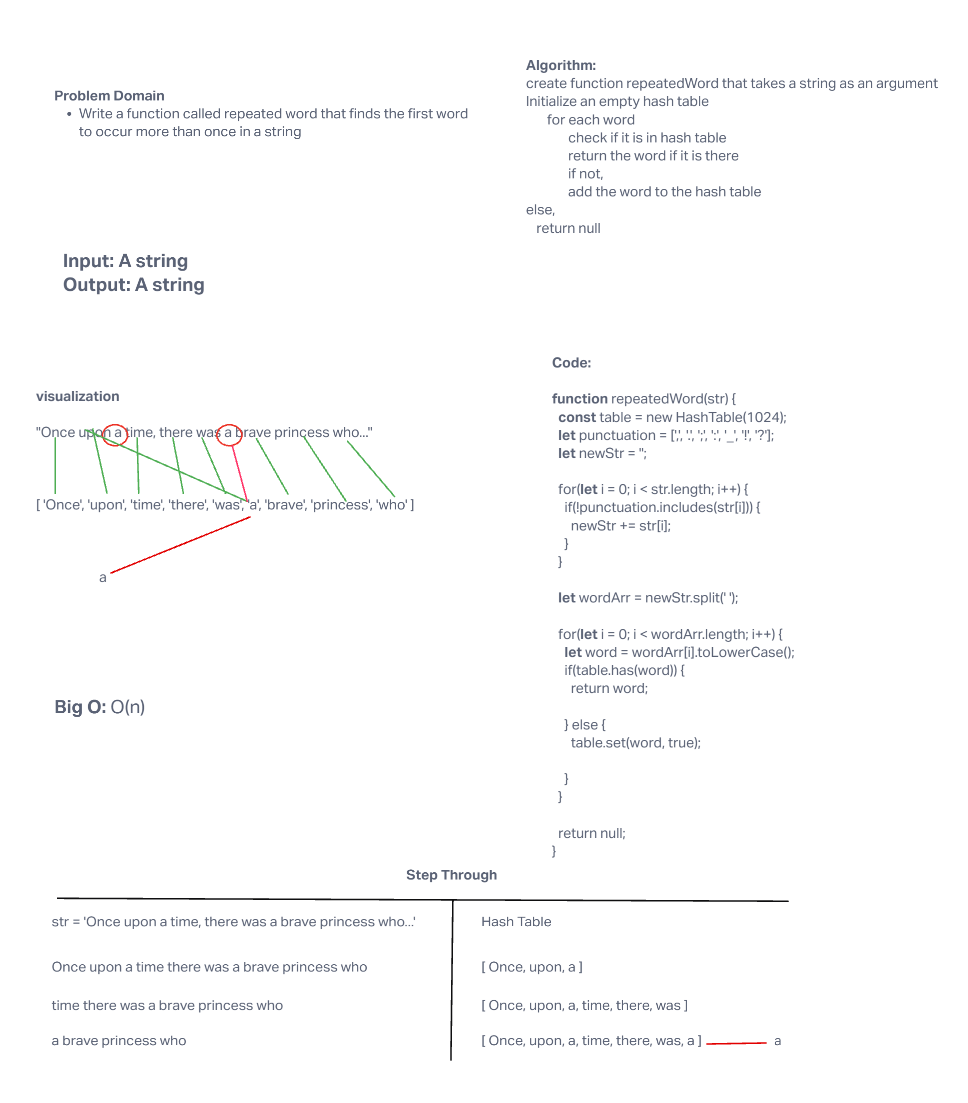 Problem Domain
• Write a function called repeated word that finds the first word
to occur more than once in a string
Input: A string
Output: A string
Algorithm:
create function repeatedWord that takes a string as an argument
Initialize an empty hash table
for each word
check if it is in hash table
return the word if it is there
if not,
add the word to the hash table
else,
return null
visualization
"Once upon a time, there was a brave princess who..."
[ 'Once', 'upon', 'time', 'there', 'was', 'a', 'brave', 'princess', 'who' ]
a
Big O: O(n)
Code:
function repeatedWord(str) {
const table = new HashTable(1024);
let punctuation = [',', '.', ';', ':', '_', '!', '?'];
let newStr = '';
for(let i = 0; i < str.length; i++) {
if(!punctuation.includes(str[i])) {
newStr += str[i];
}
}
let wordArr = newStr.split(' ');
for(let i = 0; i < wordArr.length; i++) {
let word = wordArr[i].toLowerCase();
if(table.has(word)) {
return word;
} else {
table.set(word, true);
}
}
return null;
}
Step Through
str = 'Once upon a time, there was a brave princess who...'
Hash Table
Once upon a time there was a brave princess who
[ Once, upon, a ]
time there was a brave princess who
[ Once, upon, a, time, there, was ]
a brave princess who
[ Once, upon, a, time, there, was, a ]
a